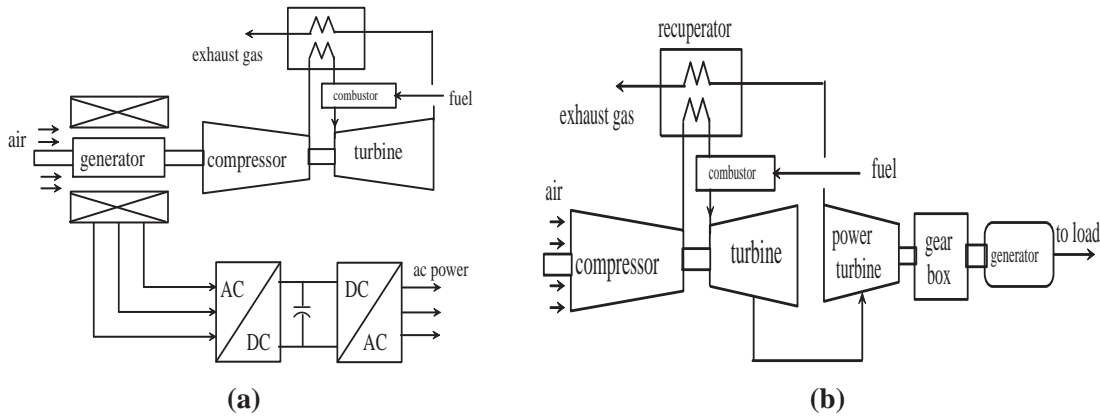 exhaust gas
combustor
fuel
air
generator
compressor
turbine
ac power
AC
DC
DC
AC
(a)
recuperator
exhaust gas
combustor
fuel
air
compressor
turbine
power
turbine
gear
box
generator
to load
(b)